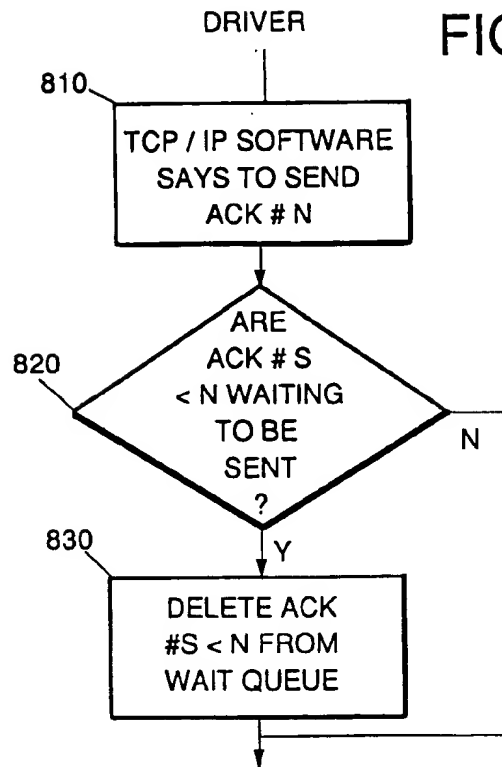 DRIVER
FIG
810
TCP / IP SOFTWARE
SAYS TO SEND
ACK # N
820
ARE
ACK # S
< N WAITING
TO BE
SENT
?
N
Y
830
DELETE ACK
#S < N FROM
WAIT QUEUE